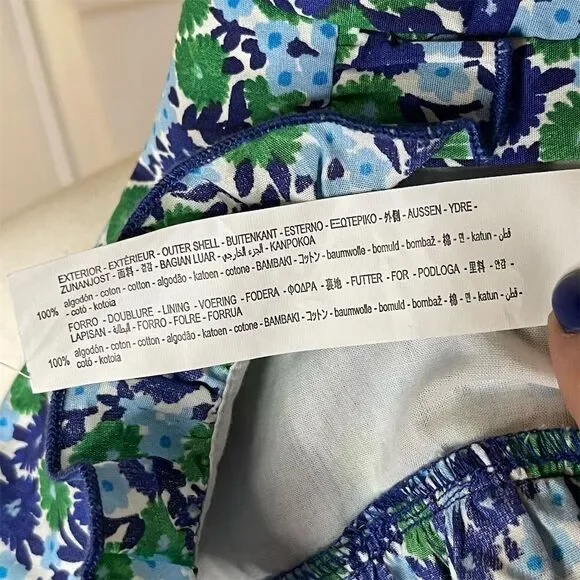 EXTERIOR - EXTÉRIEUR - OUTER SHELL - BUITENKANT - ESTERNO - ΕΞΩΤΕΡΙΚΟ - 外側 - AUSSEN - YDRE -
ZUNANJOST - 面料 - 겉감 - BAGIAN LUAR - الجزء الخارجي - KANPOKOA
100% algodón - coton - cotton - algodão - katoen - cotone - ΒΑΜΒΑΚΙ - コットン - baumwolle - bomuld - bombaž - 棉 - 면 - katun - قطن
- cotó - kotoia
FORRO - DOUBLURE - LINING - VOERING - FODERA - ΦΟΔΡΑ - 裏地 - FUTTER - FOR - PODLOGA - 里料 - 안감 -
LAPISAN - البطانة - FORRO - FOLRE - FORRUA
100% algodón - coton - cotton - algodão - katoen - cotone - ΒΑΜΒΑΚΙ - コットン - baumwolle - bomuld - bombaž - 棉 - 면 - katun - قطن
- cotó - kotoia